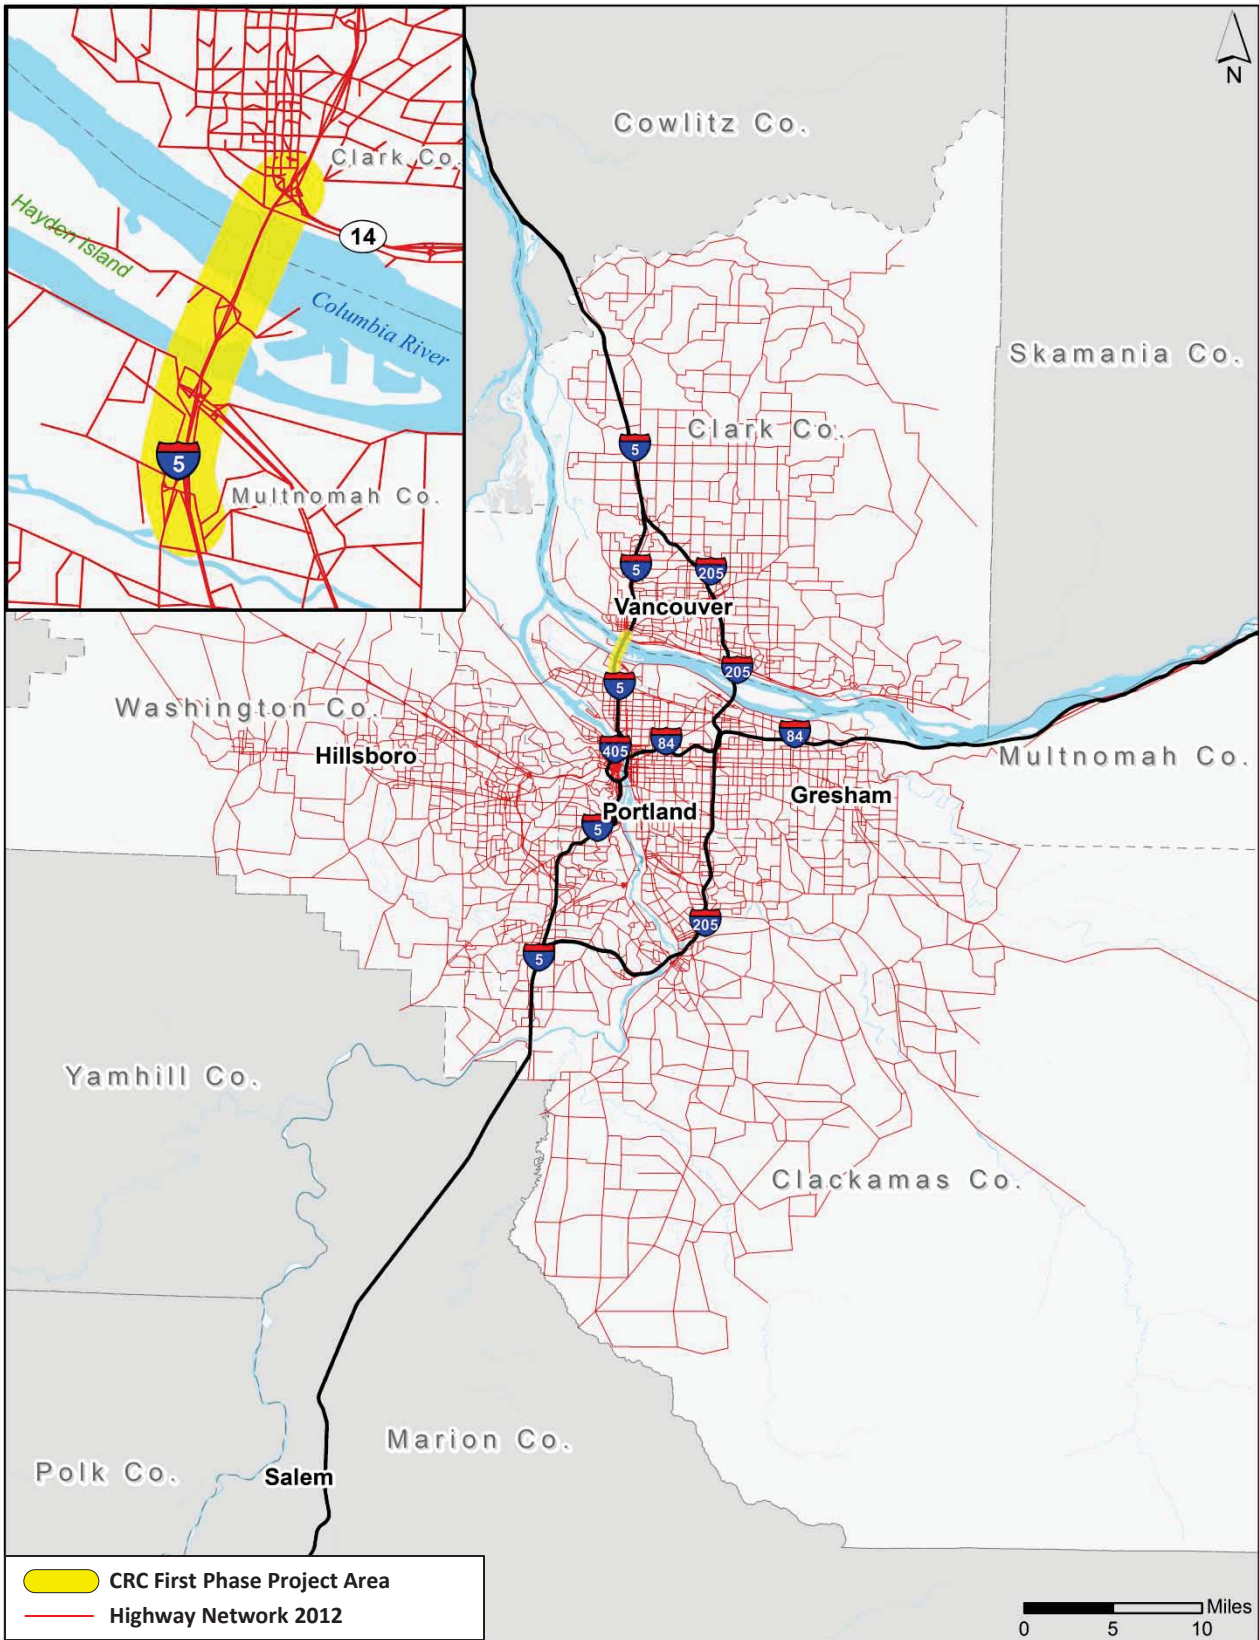 N
Cowlitz Co.
Clark Co.
Hayden Island
14
Columbia River
Skamania Co.
Clark Co.
5
5
Multnomah Co.
5
205
Vancouver
205
5
Washington Co.
84
405
84
Hillsboro
Multnomah Co.
Gresham
Portland
5
205
5
Yamhill Co.
Clackamas Co.
Marion Co.
Polk Co.
Salem
CRC First Phase Project Area
Highway Network 2012
Miles
0 5 10